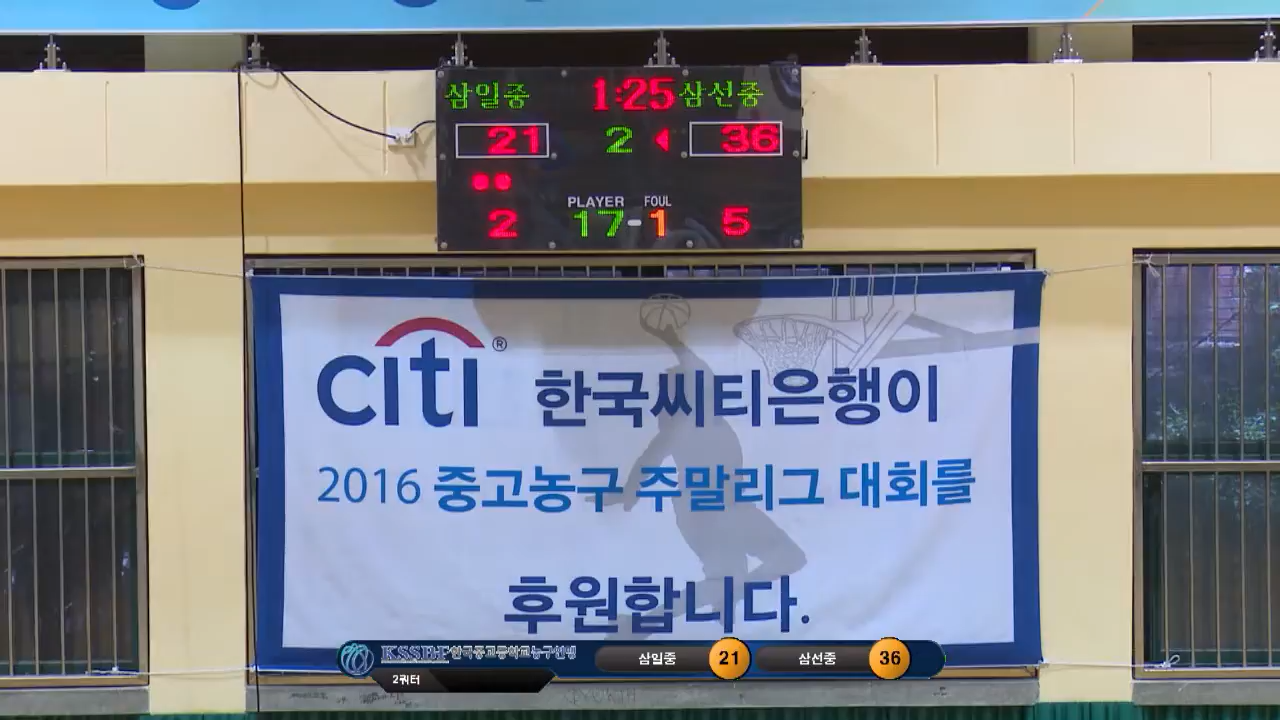 삼일중 1:25 삼선중
21 2 36
PLAYER FOUL
2 17-1 5
citi® 한국씨티은행이
2016 중고농구 주말리그 대회를
후원합니다.
KSSBF 한국중고등학교농구연맹 삼일중 21 삼선중 36
2쿼터